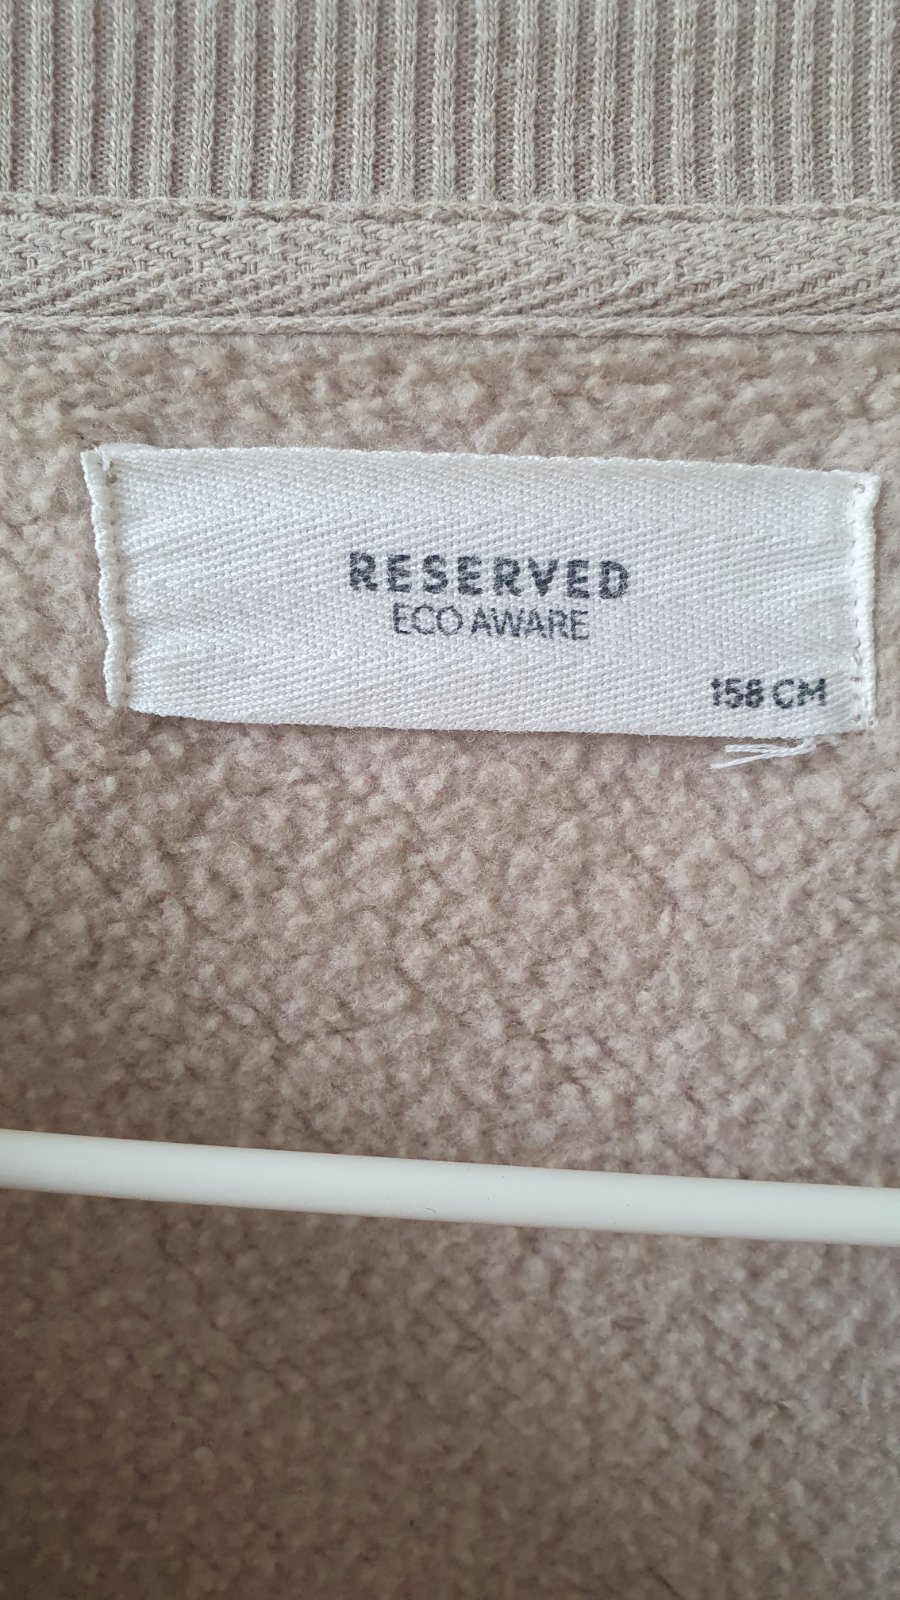 RESERVED
ECO AWARE
158 CM